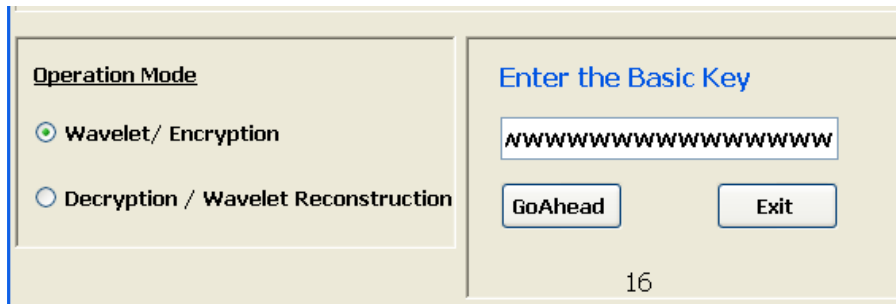 Operation Mode
Wavelet/ Encryption
Decryption / Wavelet Reconstruction
Enter the Basic Key
wwwwwwwwwwwwwww
GoAhead
Exit
16